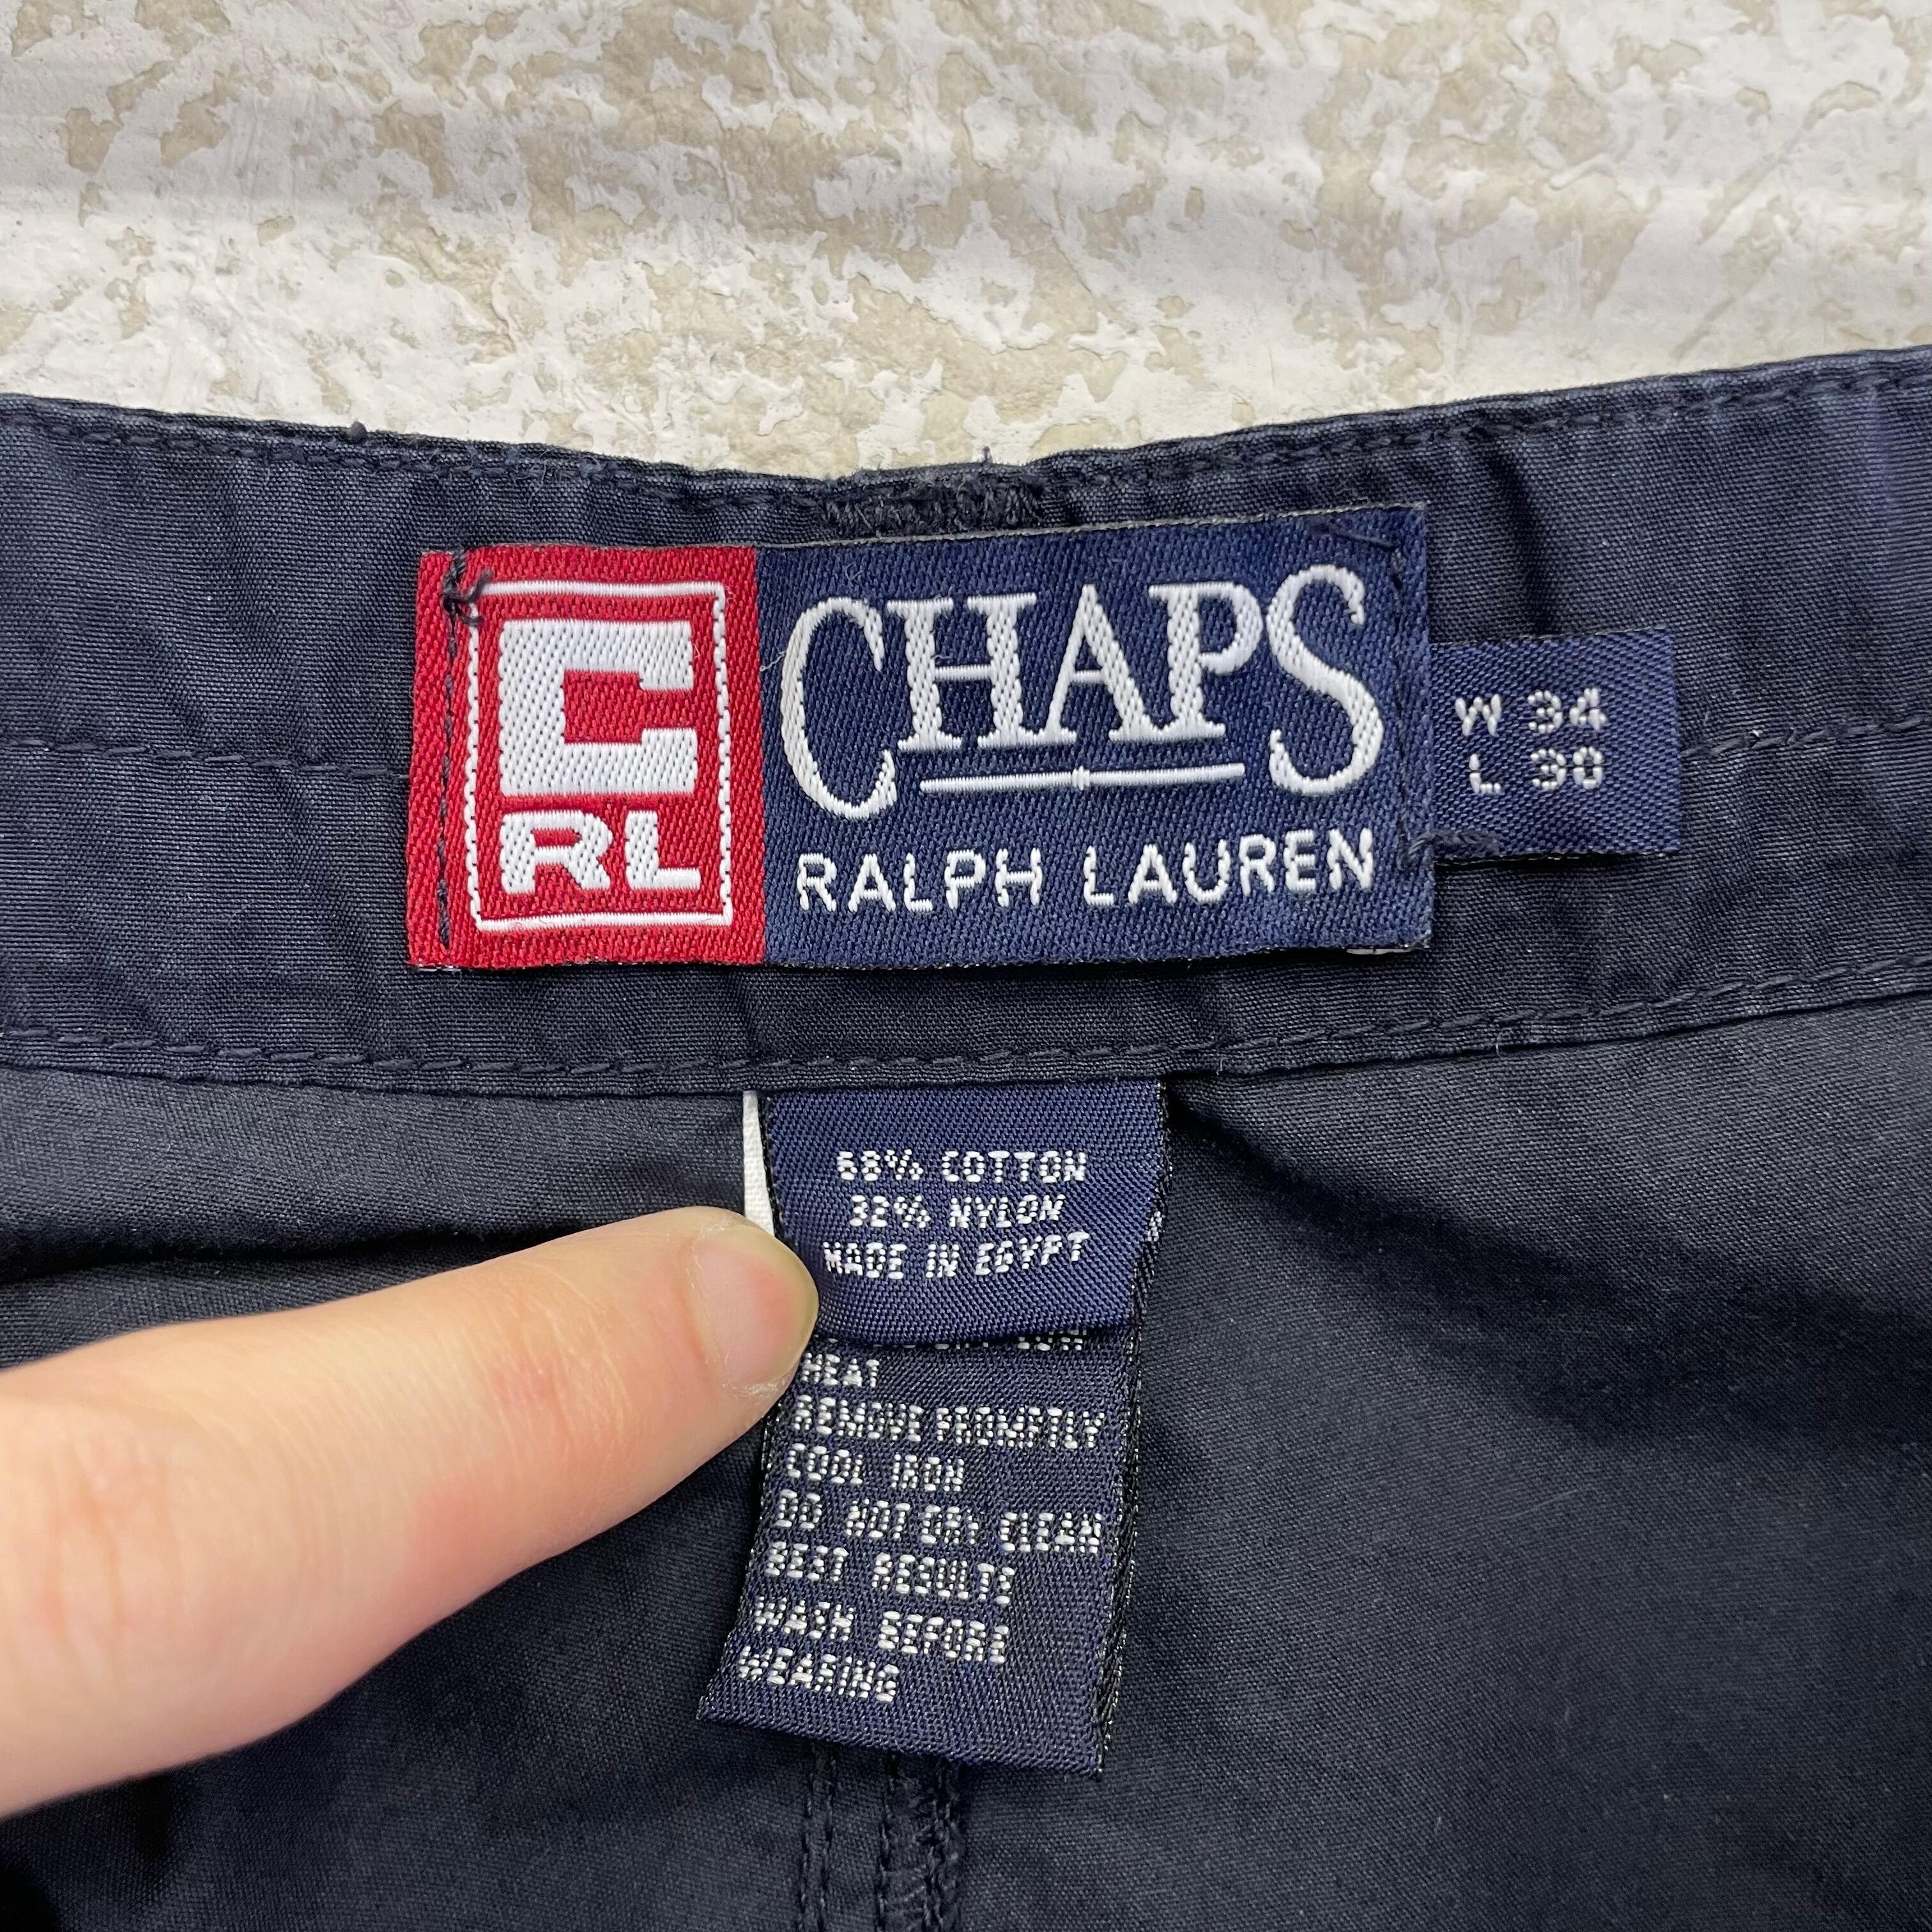 C
RL
CHAPS
RALPH LAUREN
W 34
L 30
68% COTTON
32% NYLON
MADE IN EGYPT
HEAT
REMOVE PROMPTLY
COOL IRON
DO NOT DRY CLEAN
BEST RESULTS
WASH BEFORE
WEARING